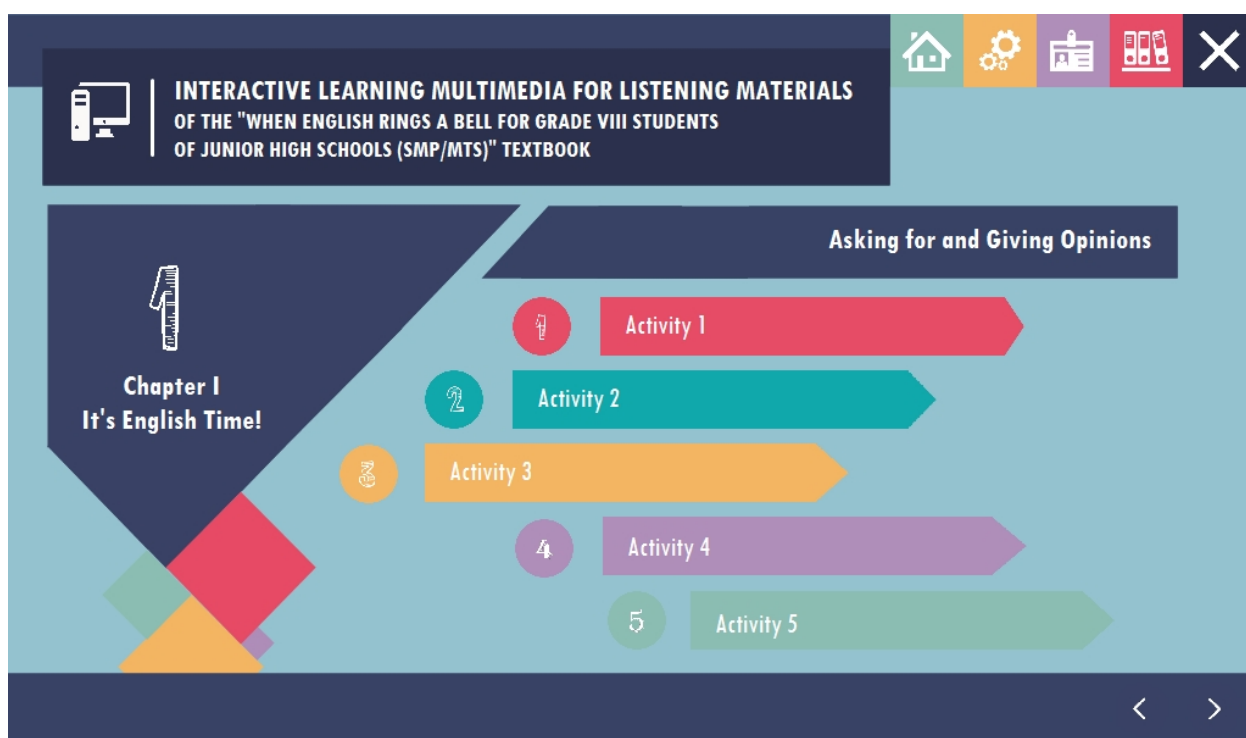 INTERACTIVE LEARNING MULTIMEDIA FOR LISTENING MATERIALS
OF THE "WHEN ENGLISH RINGS A BELL FOR GRADE VIII STUDENTS
OF JUNIOR HIGH SCHOOLS (SMP/MTS)" TEXTBOOK
1
Chapter I
It's English Time!
Asking for and Giving Opinions
1 Activity 1
2 Activity 2
3 Activity 3
4 Activity 4
5 Activity 5